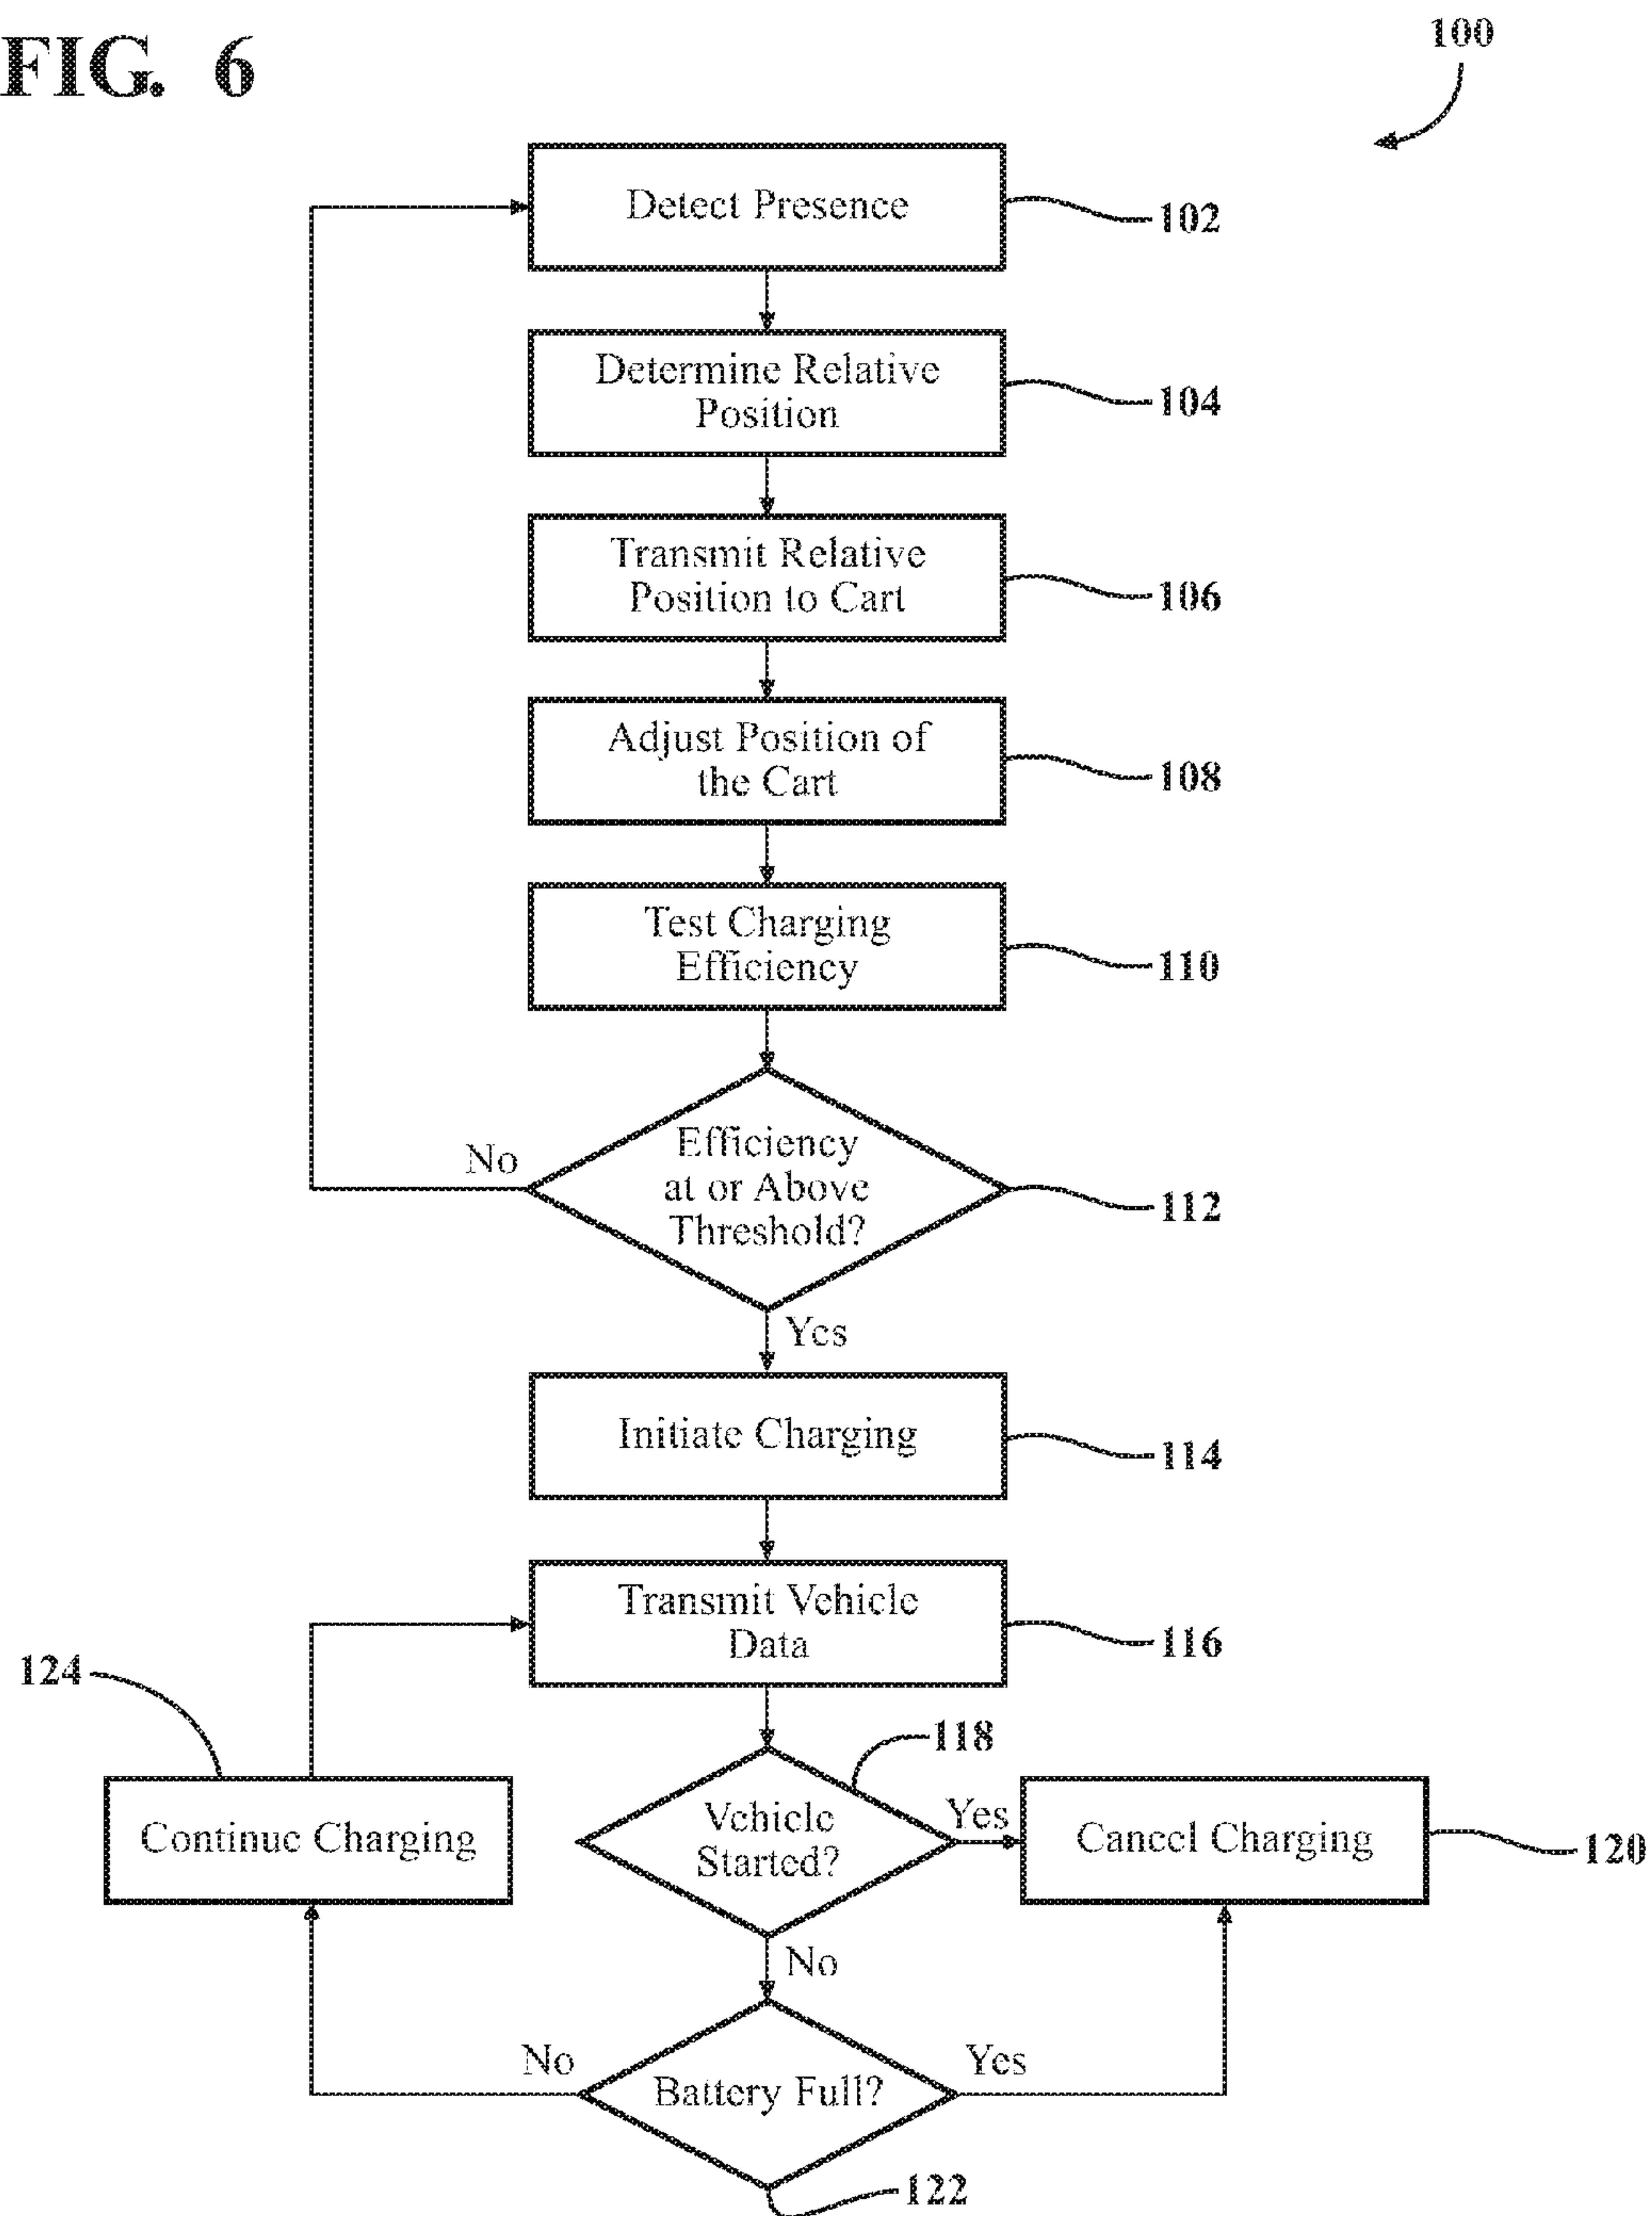 FIG. 6
100
Detect Presence
102
Determine Relative
Position
104
Transmit Relative
Position to Cart
106
Adjust Position of
the Cart
108
Test Charging
Efficiency
110
Efficiency
at or Above
Threshold?
No
112
Yes
Initiate Charging
114
Transmit Vehicle
Data
116
124
118
Continue Charging
Vehicle
Started?
Yes
Cancel Charging
120
No
No
Battery Full?
Yes
122